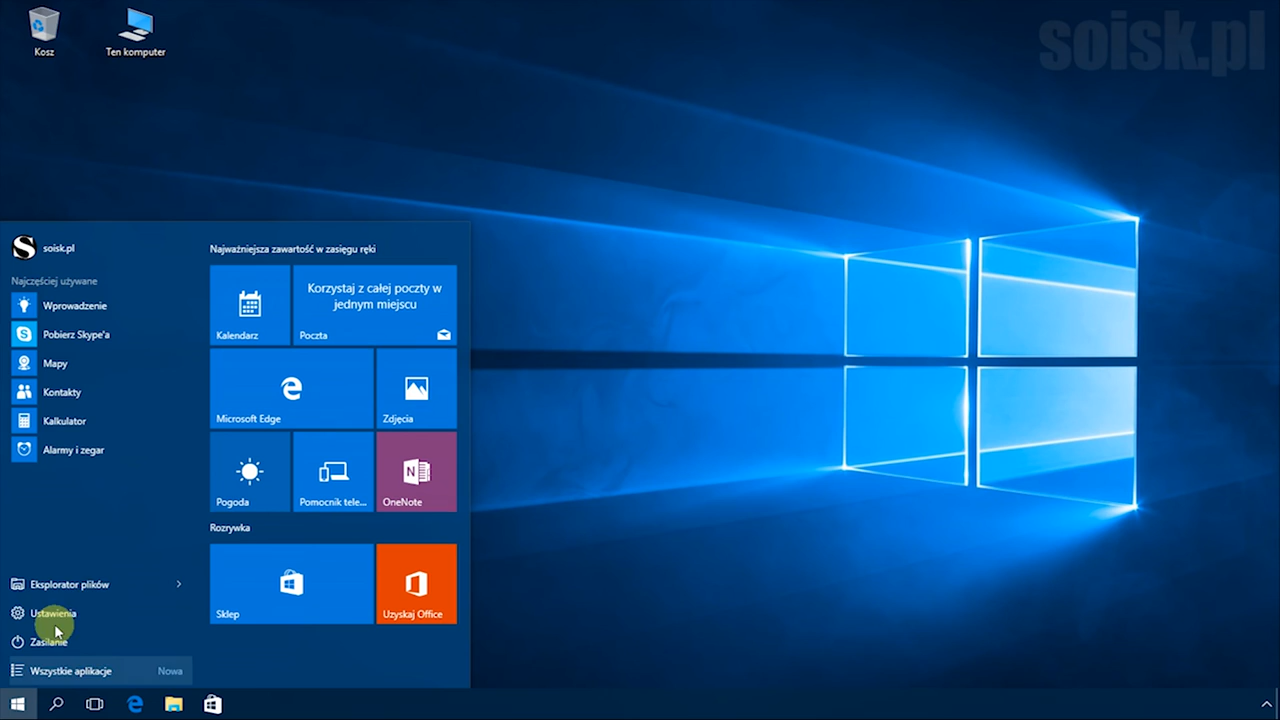 Kosz
Ten komputer
soisk.pl
soisk.pl
Najczęściej używane
Wprowadzenie
Pobierz Skype'a
Mapy
Kontakty
Kalkulator
Alarmy i zegar
Eksplorator plików
Ustawienia
Zasilanie
Wszystkie aplikacje Nowa
Najważniejsza zawartość w zasięgu ręki
Kalendarz
Korzystaj z całej poczty w
jednym miejscu
Poczta
Microsoft Edge
Zdjęcia
Pogoda
Pomocnik tele...
OneNote
Rozrywka
Sklep
Uzyskaj Office